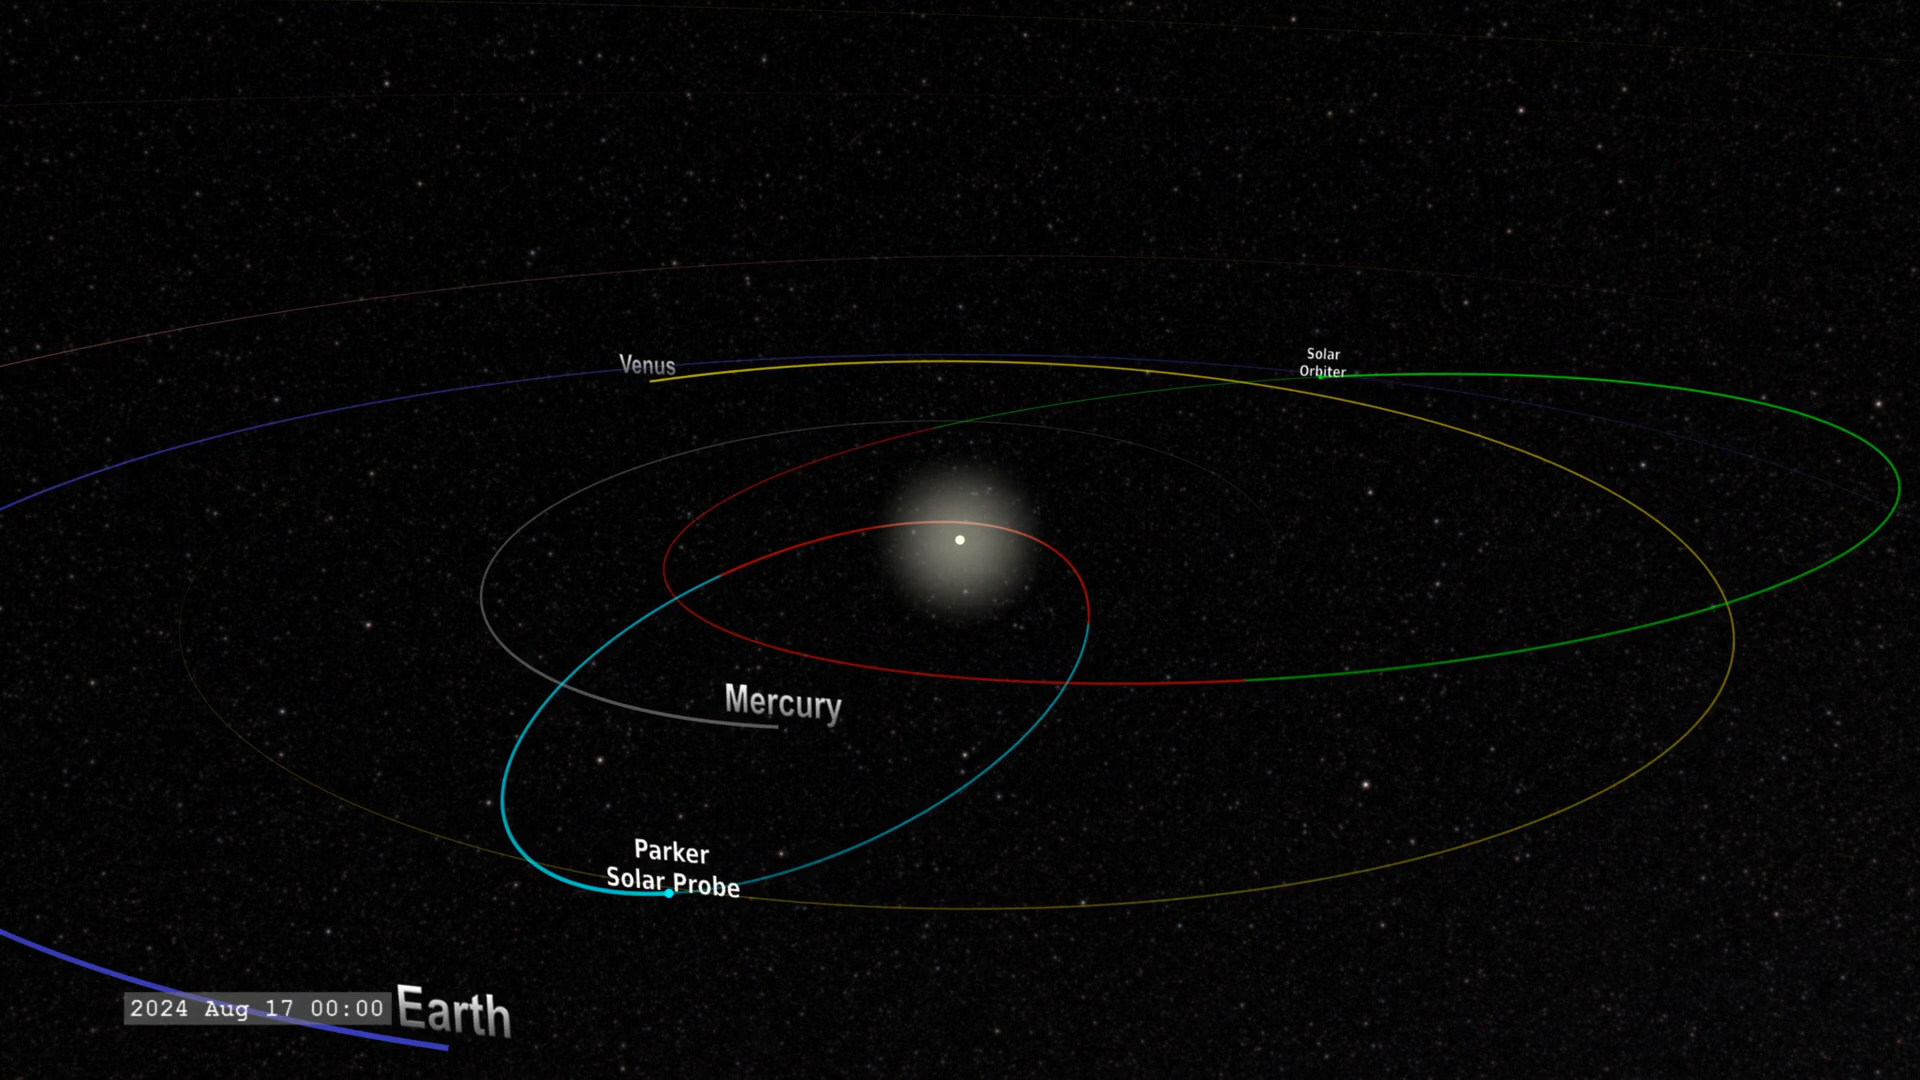 Venus
Solar
Orbiter
Mercury
Parker
Solar Probe
2024 Aug 17 00:00
Earth